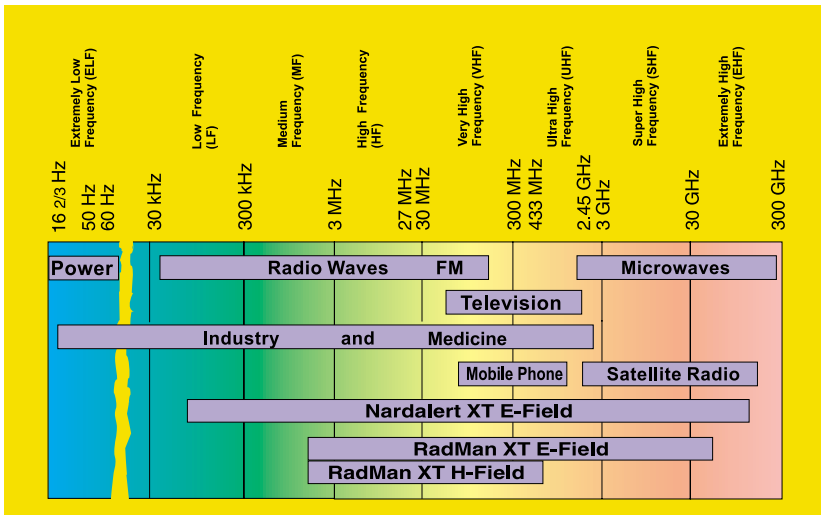 Extremely Low
Frequency (ELF)
Low Frequency
(LF)
Medium
Frequency (MF)
High Frequency
(HF)
Very High
Frequency (VHF)
Ultra High
Frequency (UHF)
Super High
Frequency (SHF)
Extremely High
Frequency (EHF)
16 2/3 Hz
50 Hz
60 Hz
30 kHz
300 kHz
3 MHz
27 MHz
30 MHz
300 MHz
433 MHz
2.45 GHz
3 GHz
30 GHz
300 GHz
Power
Radio Waves FM
Microwaves
Television
Industry and Medicine
Mobile Phone
Satellite Radio
Nardalert XT E-Field
RadMan XT E-Field
RadMan XT H-Field